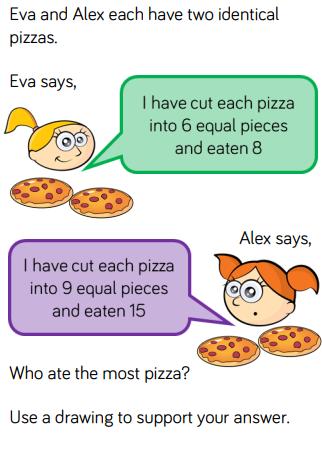 Eva and Alex each have two identical
pizzas.
Eva says,
I have cut each pizza
into 6 equal pieces
and eaten 8
Alex says,
I have cut each pizza
into 9 equal pieces
and eaten 15
Who ate the most pizza?
Use a drawing to support your answer.